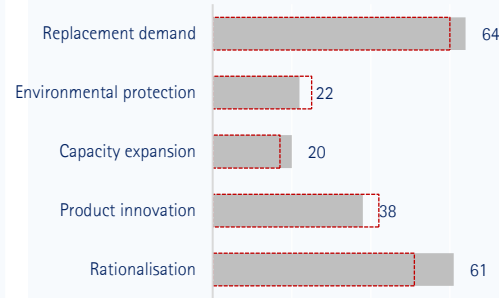 Replacement demand 64
Environmental protection 22
Capacity expansion 20
Product innovation 38
Rationalisation 61